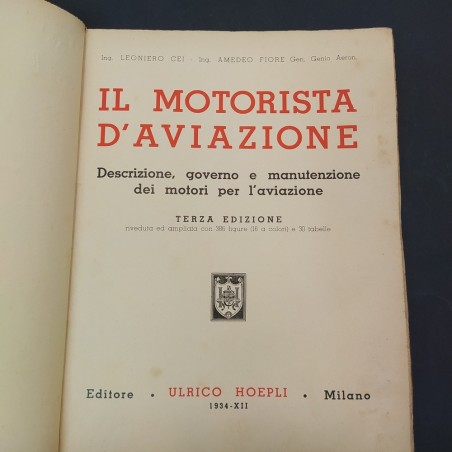 Ing. LEONIERO CEI - Ing. AMEDEO FIORE Gen. Genio Aeron.
IL MOTORISTA
D'AVIAZIONE
Descrizione, governo e manutenzione
dei motori per l'aviazione
TERZA EDIZIONE
riveduta ed ampliata con 386 figure (16 a colori) e 30 tabelle
Editore • ULRICO HOEPLI • Milano
1934-XII